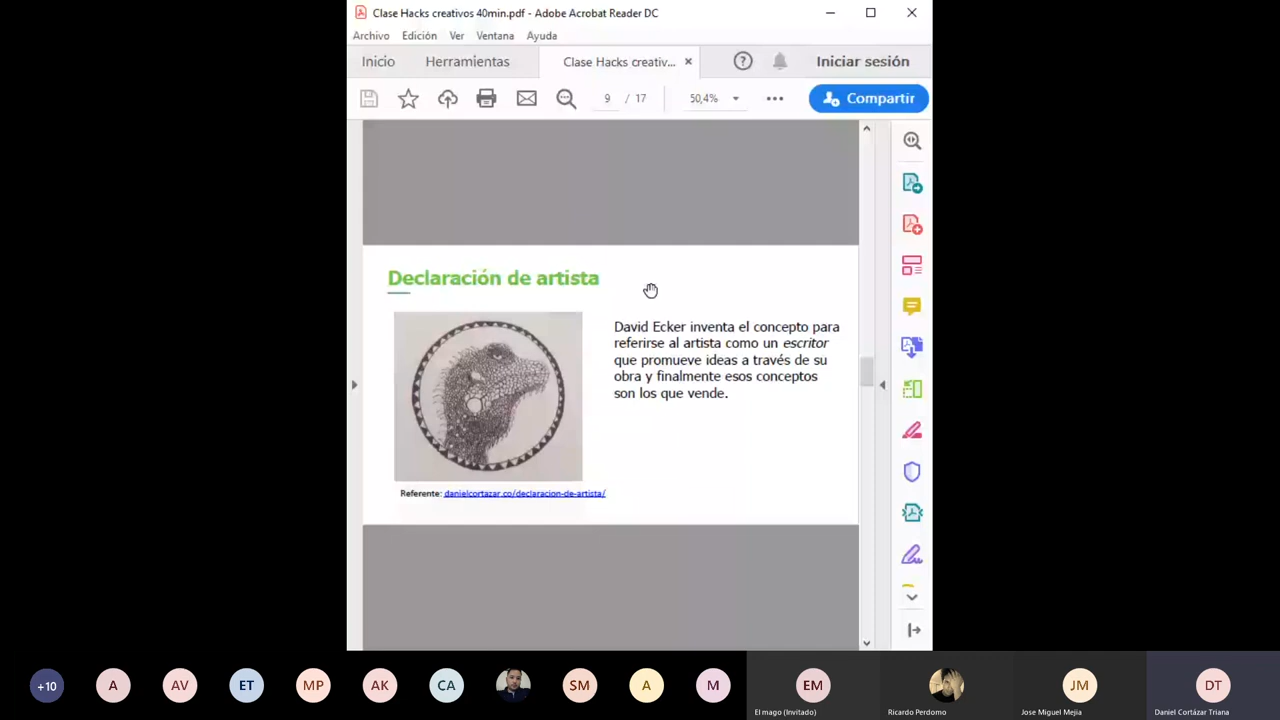 Clase Hacks creativos 40min.pdf - Adobe Acrobat Reader DC
Archivo Edición Ver Ventana Ayuda
Inicio Herramientas Clase Hacks creativ... × ? Iniciar sesión
9 / 17 50,4% Compartir
Declaración de artista
David Ecker inventa el concepto para
referirse al artista como un escritor
que promueve ideas a través de su
obra y finalmente esos conceptos
son los que vende.
Referente: danielcortazar.co/declaracion-de-artista/
+10 A AV ET MP AK CA SM A M EM JM DT
El mago (Invitado) Ricardo Perdomo Jose Miguel Mejia Daniel Cortázar Triana